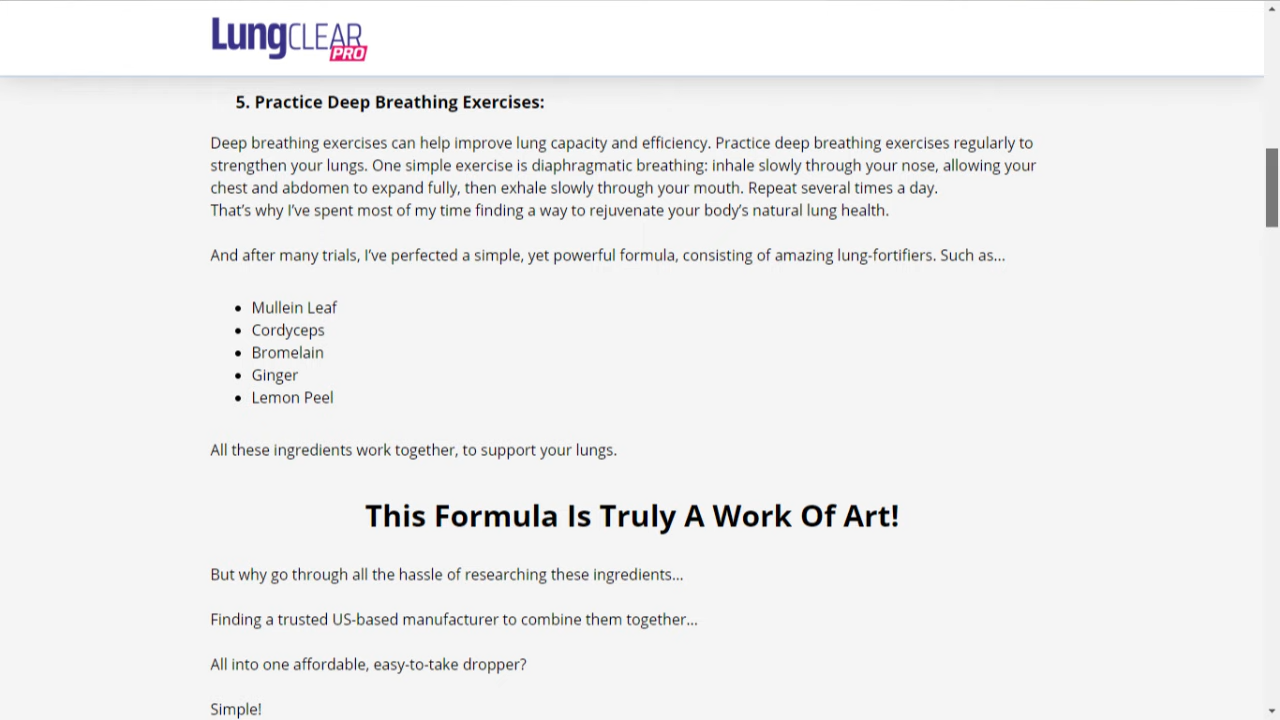 LungCLEAR
PRO
5. Practice Deep Breathing Exercises:
Deep breathing exercises can help improve lung capacity and efficiency. Practice deep breathing exercises regularly to
strengthen your lungs. One simple exercise is diaphragmatic breathing: inhale slowly through your nose, allowing your
chest and abdomen to expand fully, then exhale slowly through your mouth. Repeat several times a day.
That’s why I’ve spent most of my time finding a way to rejuvenate your body’s natural lung health.
And after many trials, I’ve perfected a simple, yet powerful formula, consisting of amazing lung-fortifiers. Such as...
• Mullein Leaf
• Cordyceps
• Bromelain
• Ginger
• Lemon Peel
All these ingredients work together, to support your lungs.
This Formula Is Truly A Work Of Art!
But why go through all the hassle of researching these ingredients...
Finding a trusted US-based manufacturer to combine them together...
All into one affordable, easy-to-take dropper?
Simple!